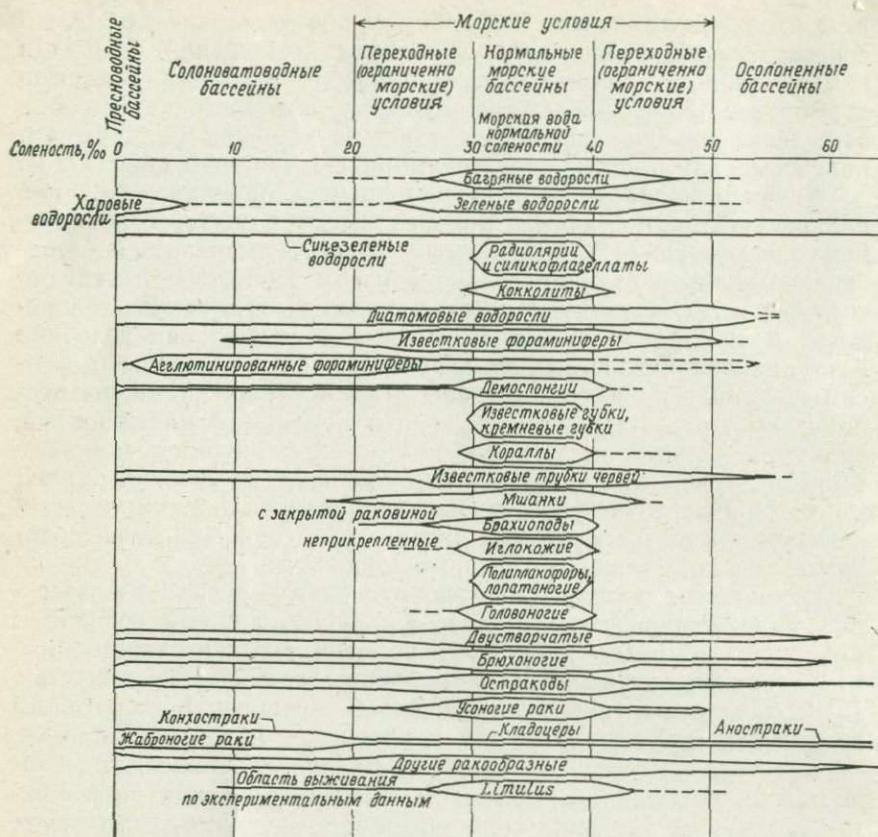 Морские условия
Пресноводные
бассейны
Солоноватоводные
бассейны
Переходные
(ограниченно
морские)
условия
Нормальные
морские
бассейны
Морская вода
нормальной
солености
Переходные
(ограниченно
морские)
условия
Осолоненные
бассейны
Соленость,‰
0
10
20
30
40
50
60
Багряные водоросли
Харовые
водоросли
Зеленые водоросли
Синезеленые
водоросли
Радиолярии
и силикофлагеллаты
Кокколиты
Диатомовые водоросли
Известковые фораминиферы
Агглютинированные фораминиферы
Демоспонгии
Известковые губки,
кремневые губки
Кораллы
Известковые трубки червей
Мшанки
с закрытой раковиной
Брахиоподы
неприкрепленные
Иглокожие
Полиплакофоры,
лопатоногие
Головоногие
Двустворчатые
Брюхоногие
Остракоды
Усоногие раки
Конхостраки
Кладоцеры
Аностраки
Жаброногие раки
Другие ракообразные
Область выживания
по экспериментальным данным
Limulus